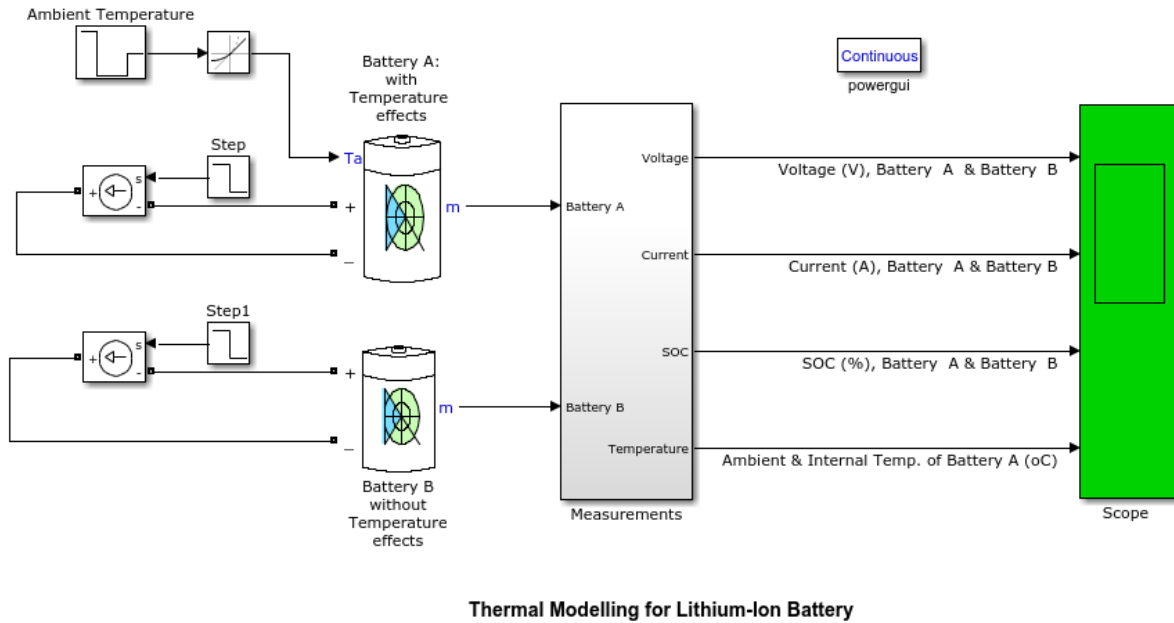 Ambient Temperature
Battery A:
with
Temperature
effects
Continuous
powergui
Step
Ta
s
+
-
+
m
_
Voltage
Battery A
Current
SOC
Battery B
Temperature
Measurements
Voltage (V), Battery A & Battery B
Current (A), Battery A & Battery B
SOC (%), Battery A & Battery B
Ambient & Internal Temp. of Battery A (oC)
Scope
Step1
s
+
-
+
m
_
Battery B
without
Temperature
effects
Thermal Modelling for Lithium-Ion Battery